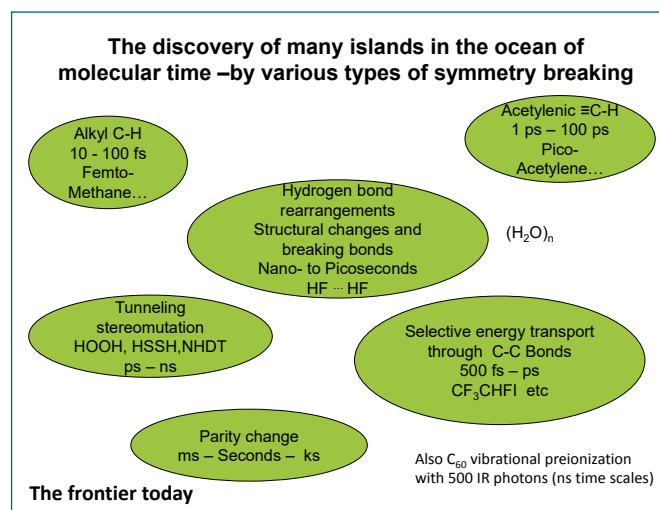 The discovery of many islands in the ocean of
molecular time –by various types of symmetry breaking
Alkyl C-H
10 - 100 fs
Femto-
Methane…
Acetylenic ≡C-H
1 ps – 100 ps
Pico-
Acetylene…
Hydrogen bond
rearrangements
Structural changes and
breaking bonds
Nano- to Picoseconds
HF ... HF
(H₂O)ₙ
Tunneling
stereomutation
HOOH, HSSH,NHDT
ps – ns
Selective energy transport
through C-C Bonds
500 fs – ps
CF₃CHFI etc
Parity change
ms – Seconds – ks
Also C₆₀ vibrational preionization
with 500 IR photons (ns time scales)
The frontier today